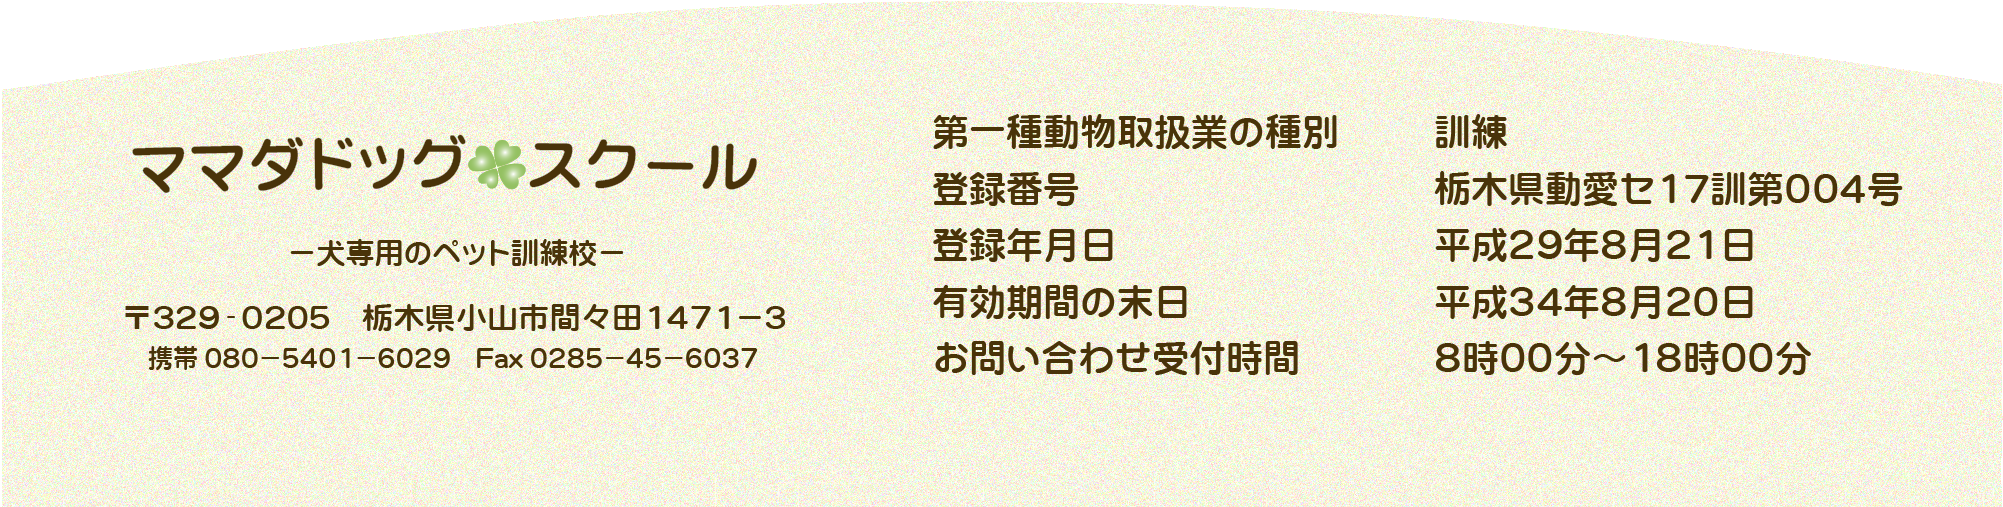 ママダドッグ🍀スクール
－犬専用のペット訓練校－
〒329-0205　栃木県小山市間々田1471－3
携帯 080－5401－6029　Fax 0285－45－6037
第一種動物取扱業の種別　訓練
登録番号　栃木県動愛セ17訓第004号
登録年月日　平成29年8月21日
有効期間の末日　平成34年8月20日
お問い合わせ受付時間　8時00分～18時00分